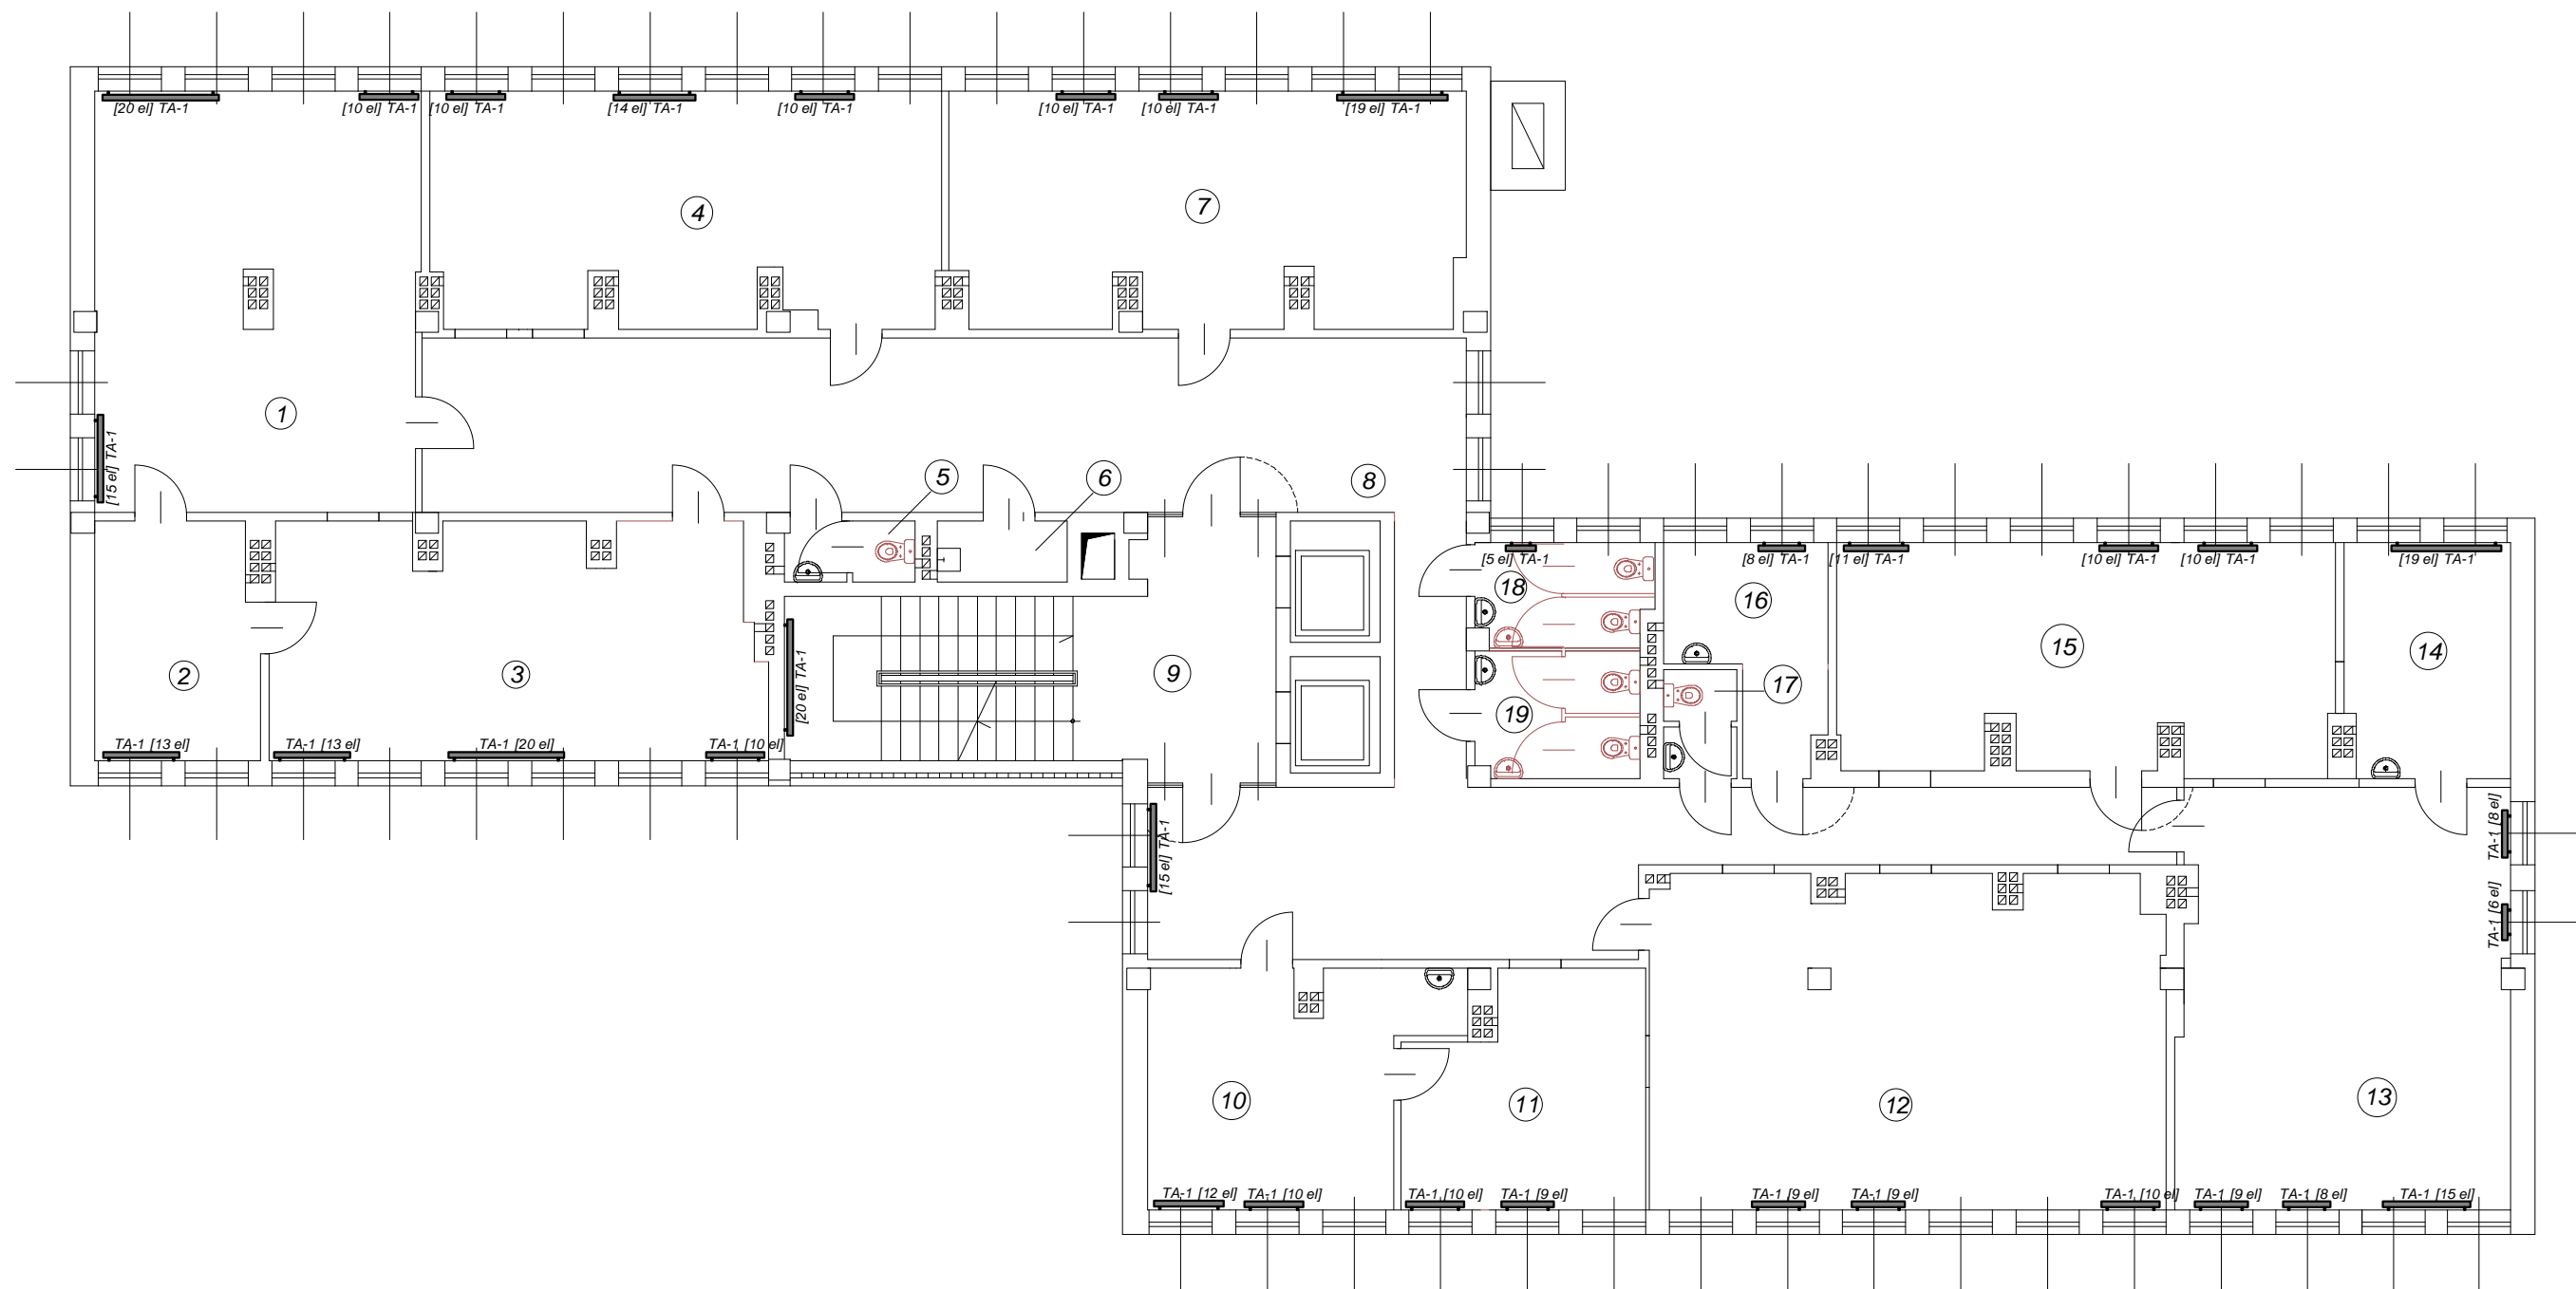 [20 el] TA-1
[10 el] TA-1
[10 el] TA-1
[14 el] TA-1
[10 el] TA-1
[10 el] TA-1
[10 el] TA-1
[19 el] TA-1
4
7
1
[15 el] TA-1
5
6
8
[5 el] TA-1
[8 el] TA-1
[11 el] TA-1
[10 el] TA-1
[10 el] TA-1
[19 el] TA-1
18
16
15
14
2
3
[20 el] TA-1
9
17
19
TA-1 [13 el]
TA-1 [13 el]
TA-1 [20 el]
TA-1 [10 el]
[15 el] TA-1
TA-1 [8 el]
TA-1 [6 el]
10
11
12
13
TA-1 [12 el]
TA-1 [10 el]
TA-1 [10 el]
TA-1 [9 el]
TA-1 [9 el]
TA-1 [9 el]
TA-1 [10 el]
TA-1 [9 el]
TA-1 [8 el]
TA-1 [15 el]